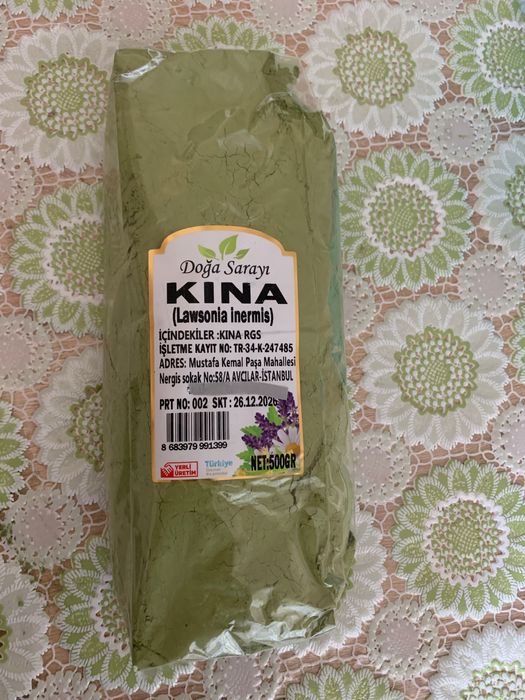 Doğa Sarayı
KINA
(Lawsonia inermis)
İÇİNDEKİLER :KINA RGS
İŞLETME KAYIT NO: TR-34-K-247485
ADRES: Mustafa Kemal Paşa Mahallesi
Nergis sokak No:58/A AVCILAR-İSTANBUL
PRT NO: 002 SKT : 26.12.2026
8 683979 991399
YERLİ ÜRETİM
Türkiye
NET:500GR